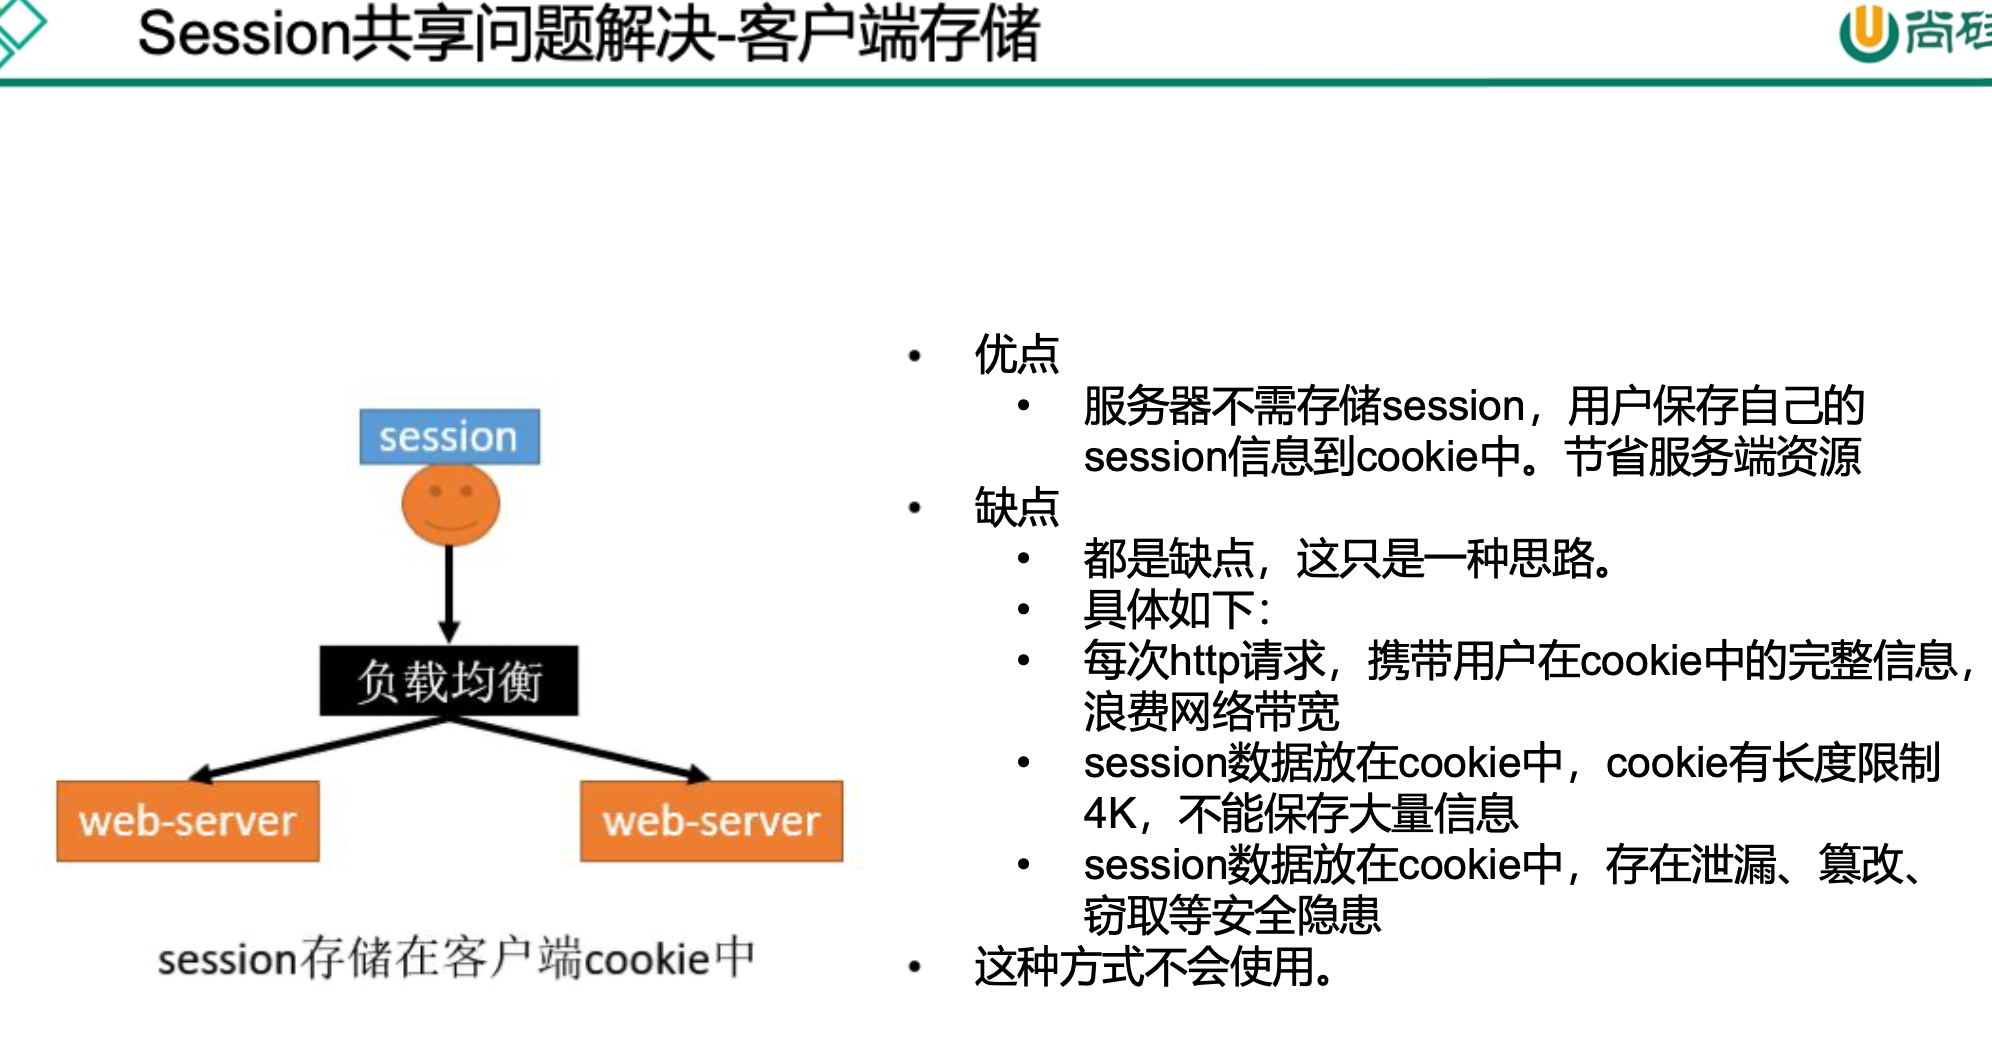 Session共享问题解决-客户端存储
尚硅
session
负载均衡
web-server
web-server
session存储在客户端cookie中
• 优点
• 服务器不需存储session，用户保存自己的
session信息到cookie中。节省服务端资源
• 缺点
• 都是缺点，这只是一种思路。
• 具体如下：
• 每次http请求，携带用户在cookie中的完整信息，
浪费网络带宽
• session数据放在cookie中，cookie有长度限制
4K，不能保存大量信息
• session数据放在cookie中，存在泄漏、篡改、
窃取等安全隐患
• 这种方式不会使用。